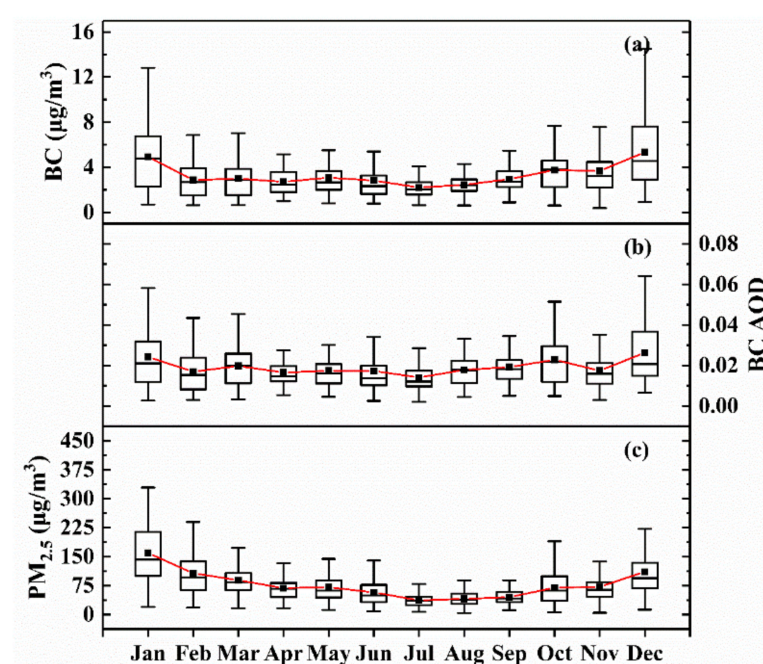 (a)
BC (µg/m³)
16
12
8
4
0
(b)
0.08
0.06
0.04
0.02
0.00
BC AOD
(c)
PM₂.₅ (µg/m³)
450
375
300
225
150
75
0
Jan Feb Mar Apr May Jun Jul Aug Sep Oct Nov Dec